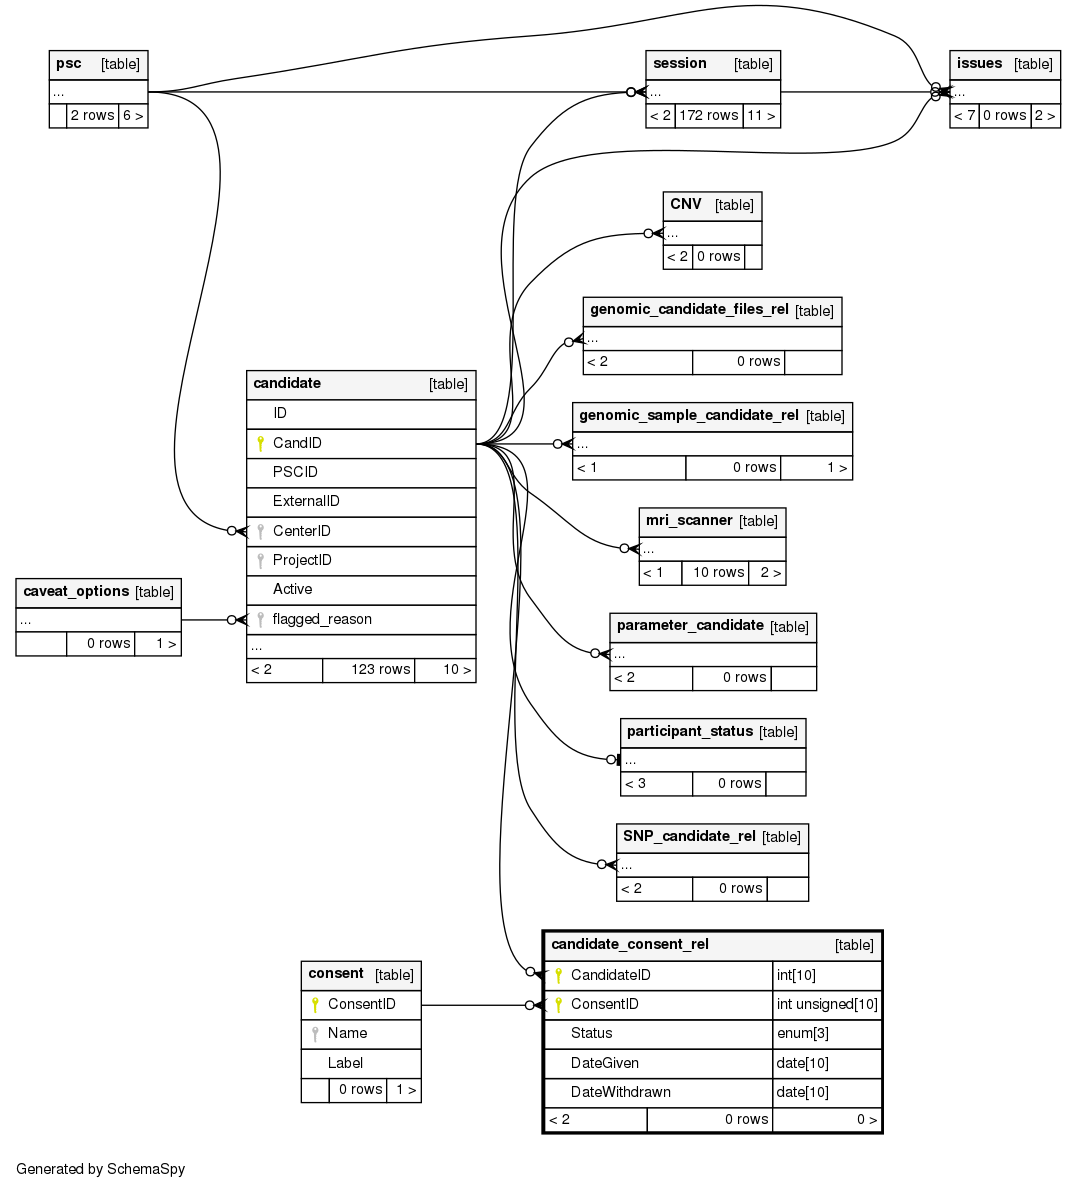 psc [table]
...
2 rows 6 >
session [table]
...
< 2 172 rows 11 >
issues [table]
...
< 7 0 rows 2 >
CNV [table]
...
< 2 0 rows
genomic_candidate_files_rel [table]
...
< 2 0 rows
candidate [table]
ID
CandID
PSCID
ExternalID
CenterID
ProjectID
Active
flagged_reason
...
< 2 123 rows 10 >
genomic_sample_candidate_rel [table]
...
< 1 0 rows 1 >
mri_scanner [table]
...
< 1 10 rows 2 >
caveat_options [table]
...
0 rows 1 >
parameter_candidate [table]
...
< 2 0 rows
participant_status [table]
...
< 3 0 rows
SNP_candidate_rel [table]
...
< 2 0 rows
consent [table]
ConsentID
Name
Label
0 rows 1 >
candidate_consent_rel [table]
CandidateID int[10]
ConsentID int unsigned[10]
Status enum[3]
DateGiven date[10]
DateWithdrawn date[10]
< 2 0 rows 0 >
Generated by SchemaSpy